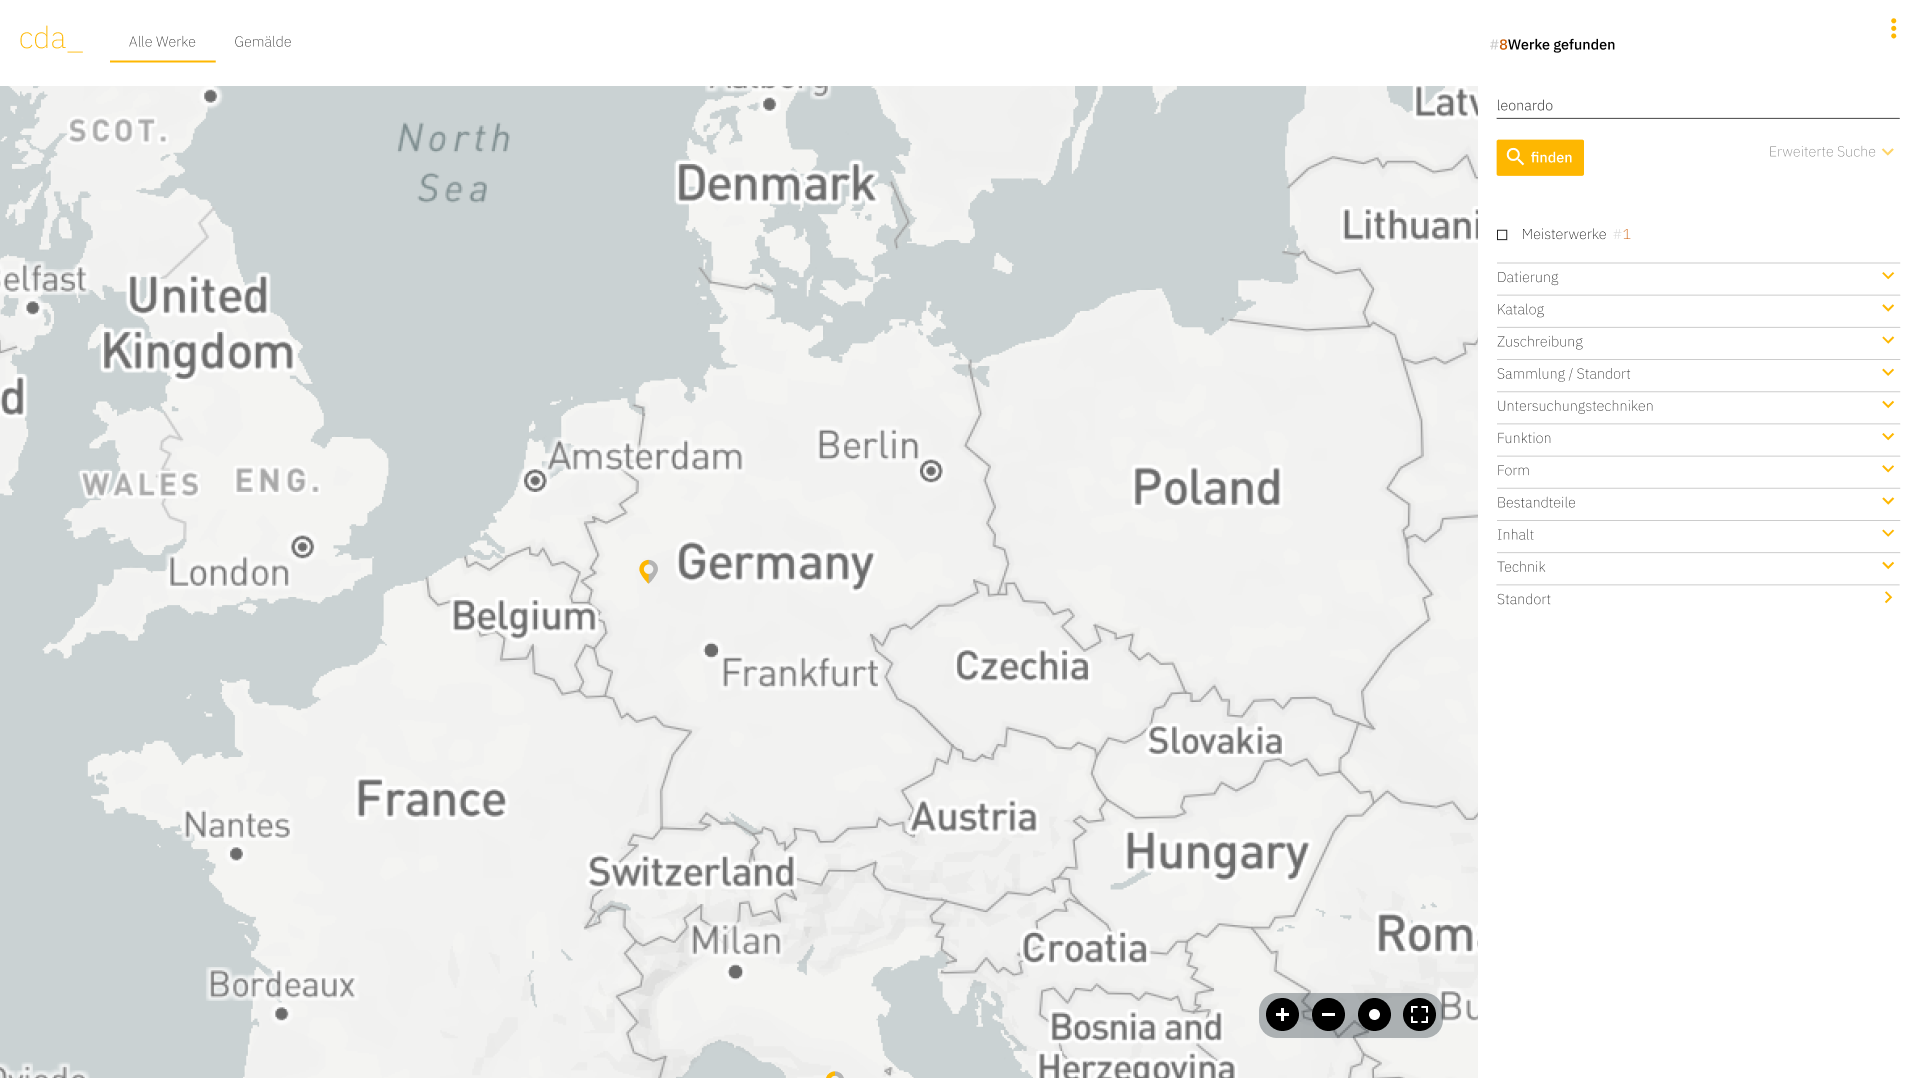 cda_
Alle Werke
Gemälde
#8Werke gefunden
leonardo
finden
Erweiterte Suche
Meisterwerke #1
Datierung
Katalog
Zuschreibung
Sammlung / Standort
Untersuchungstechniken
Funktion
Form
Bestandteile
Inhalt
Technik
Standort
SCOT.
North
Sea
Denmark
Latv
Lithuani
elfast
United
Kingdom
d
WALES
ENG.
London
Amsterdam
Berlin
Poland
Germany
Belgium
Frankfurt
Czechia
Slovakia
France
Nantes
Austria
Hungary
Switzerland
Milan
Croatia
Rom
Bordeaux
Bu
Bosnia and
Herzegovina